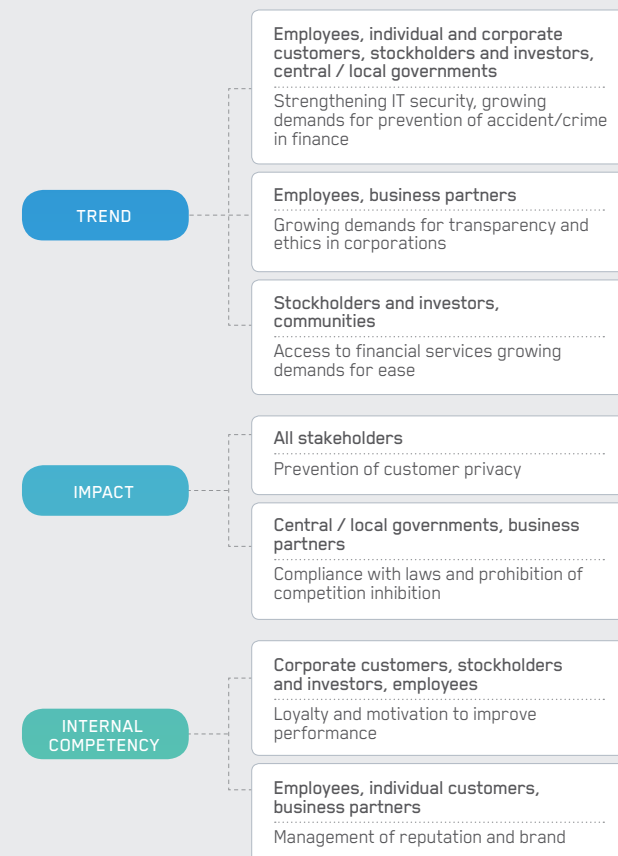 TREND
Employees, individual and corporate
customers, stockholders and investors,
central / local governments
Strengthening IT security, growing
demands for prevention of accident/crime
in finance
Employees, business partners
Growing demands for transparency and
ethics in corporations
Stockholders and investors,
communities
Access to financial services growing
demands for ease
IMPACT
All stakeholders
Prevention of customer privacy
Central / local governments, business
partners
Compliance with laws and prohibition of
competition inhibition
INTERNAL
COMPETENCY
Corporate customers, stockholders
and investors, employees
Loyalty and motivation to improve
performance
Employees, individual customers,
business partners
Management of reputation and brand